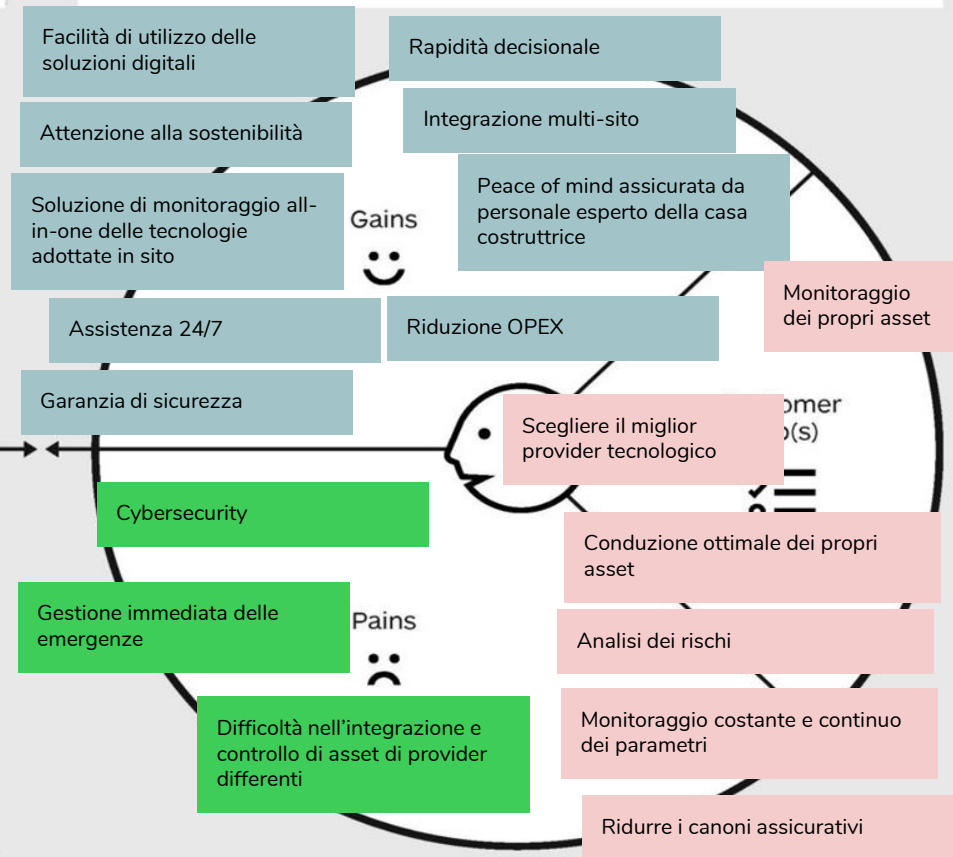 Facilità di utilizzo delle
soluzioni digitali
Rapidità decisionale
Attenzione alla sostenibilità
Integrazione multi-sito
Soluzione di monitoraggio all-
in-one delle tecnologie
adottate in sito
Gains
Peace of mind assicurata da
personale esperto della casa
costruttrice
Monitoraggio
dei propri asset
Assistenza 24/7
Riduzione OPEX
Garanzia di sicurezza
Scegliere il miglior
provider tecnologico
Cybersecurity
Conduzione ottimale dei propri
asset
Gestione immediata delle
emergenze
Pains
Analisi dei rischi
Difficoltà nell'integrazione e
controllo di asset di provider
differenti
Monitoraggio costante e continuo
dei parametri
Ridurre i canoni assicurativi